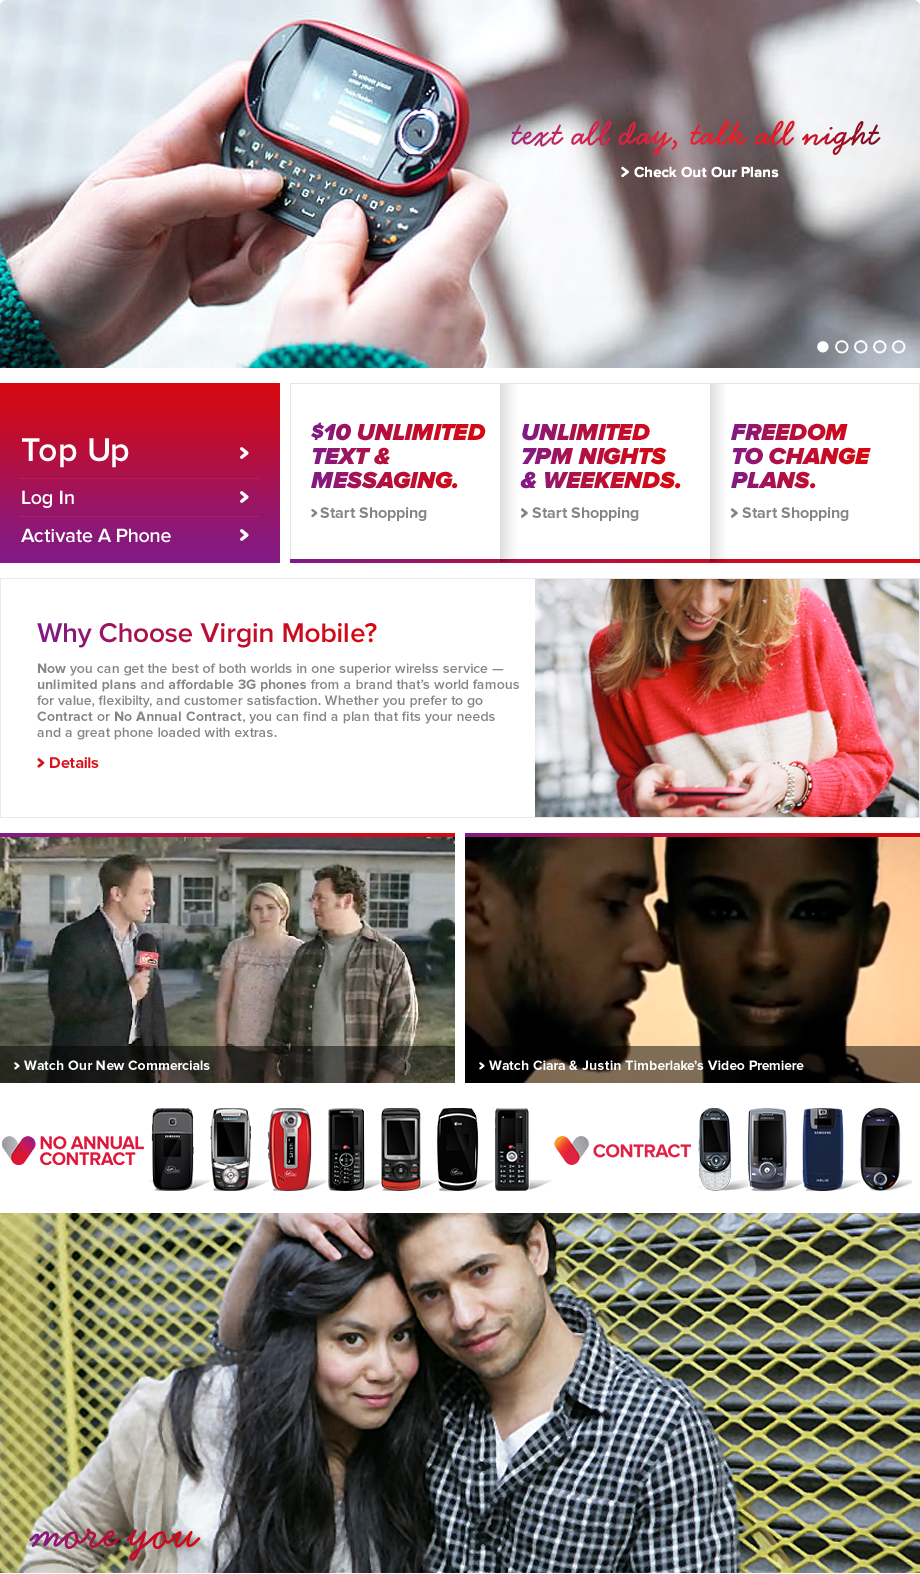 text all day, talk all night
Check Out Our Plans
Top Up
Log In
Activate A Phone
$10 UNLIMITED
TEXT &
MESSAGING.
Start Shopping
UNLIMITED
7PM NIGHTS
& WEEKENDS.
Start Shopping
FREEDOM
TO CHANGE
PLANS.
Start Shopping
Why Choose Virgin Mobile?
Now you can get the best of both worlds in one superior wirelss service —
unlimited plans and affordable 3G phones from a brand that's world famous
for value, flexibilty, and customer satisfaction. Whether you prefer to go
Contract or No Annual Contract, you can find a plan that fits your needs
and a great phone loaded with extras.
Details
Watch Our New Commercials
Watch Ciara & Justin Timberlake's Video Premiere
NO ANNUAL
CONTRACT
CONTRACT
more you